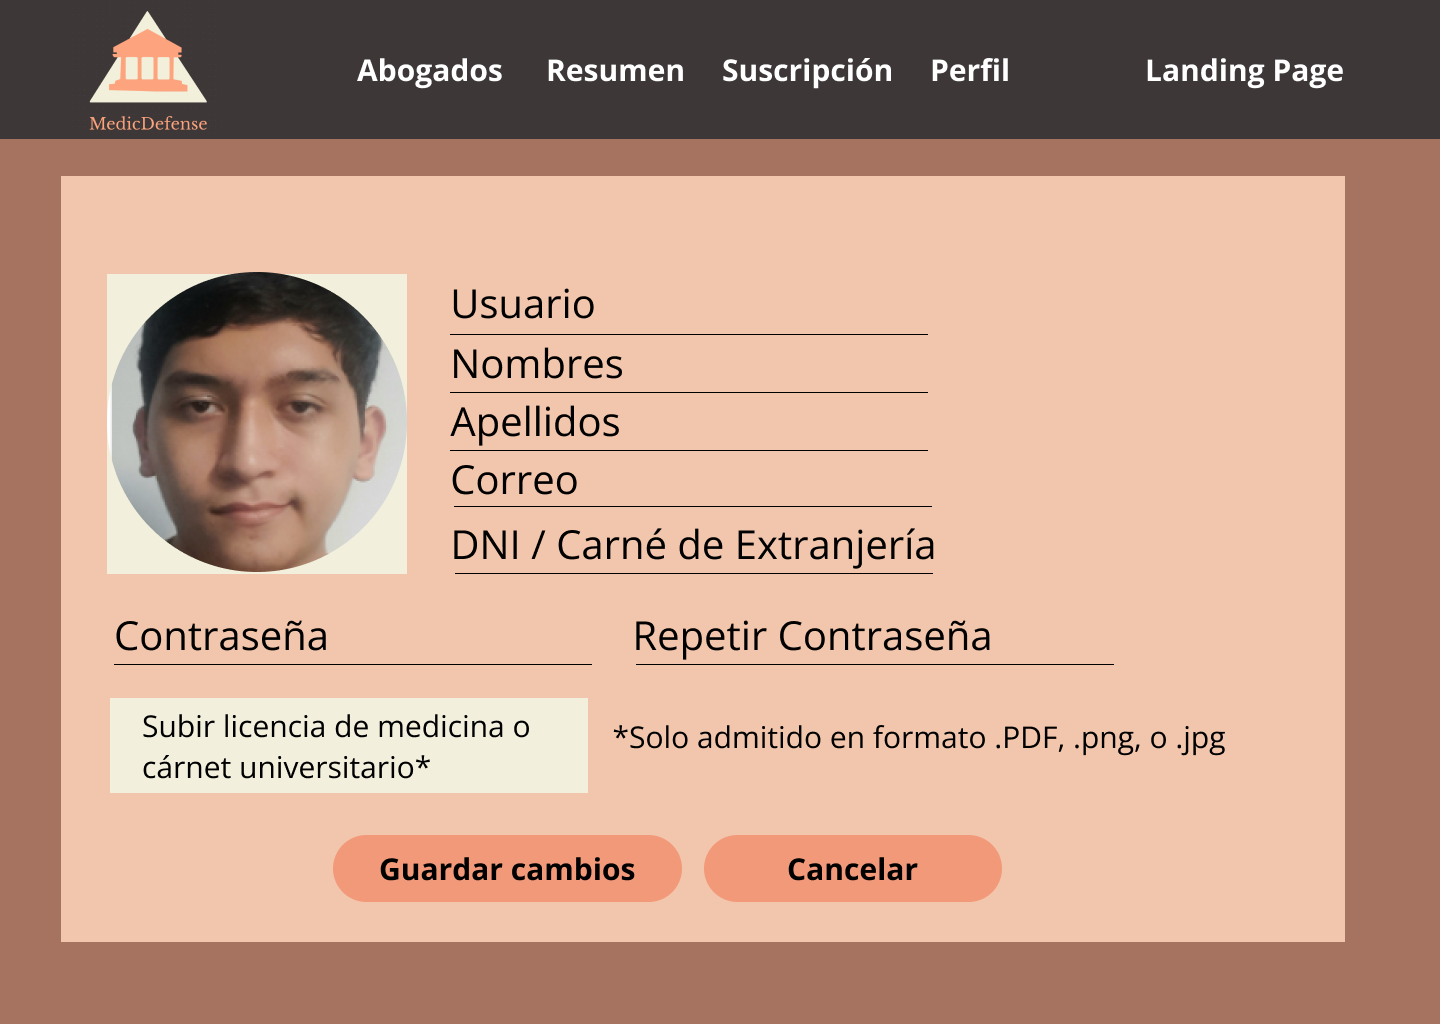 MedicDefense
Abogados
Resumen
Suscripción
Perfil
Landing Page
Usuario
Nombres
Apellidos
Correo
DNI / Carné de Extranjería
Contraseña
Repetir Contraseña
Subir licencia de medicina o
cárnet universitario*
*Solo admitido en formato .PDF, .png, o .jpg
Guardar cambios
Cancelar